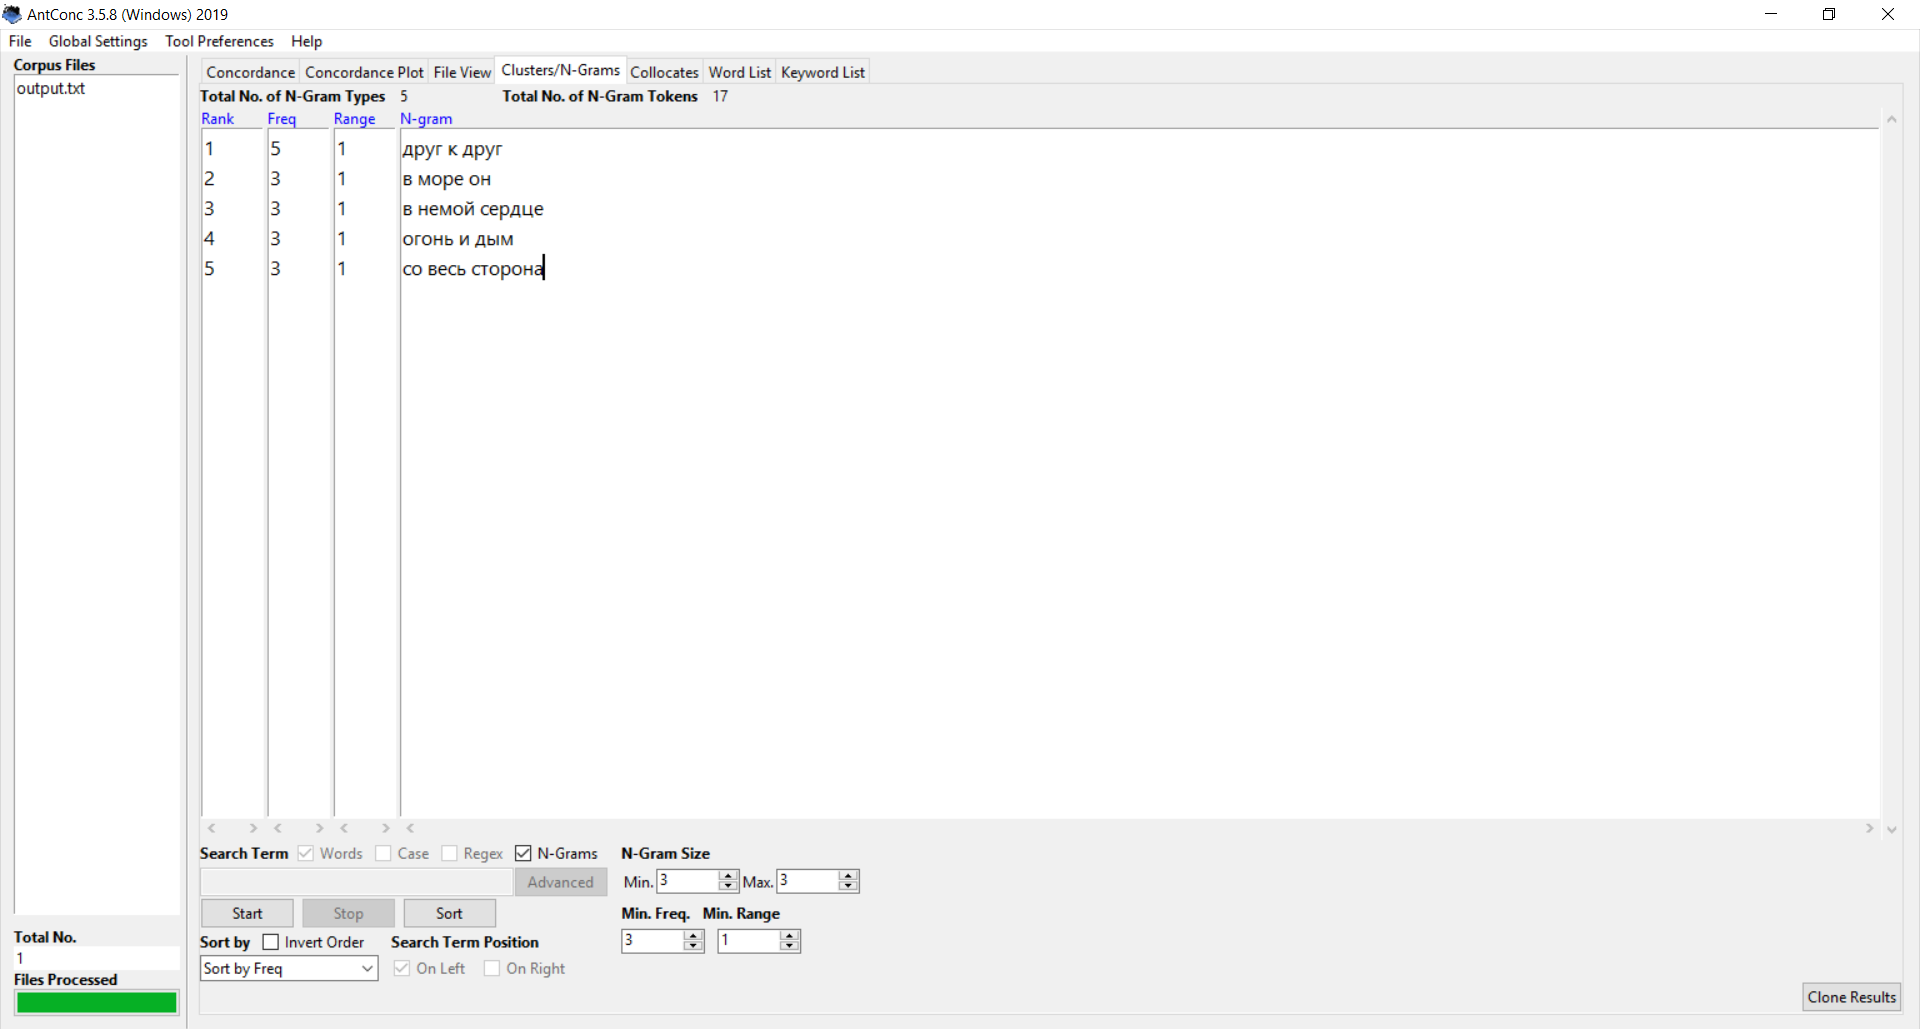 AntConc 3.5.8 (Windows) 2019
File Global Settings Tool Preferences Help
Corpus Files
output.txt
Concordance Concordance Plot File View Clusters/N-Grams Collocates Word List Keyword List
Total No. of N-Gram Types 5 Total No. of N-Gram Tokens 17
Rank Freq Range N-gram
1 5 1 друг к друг
2 3 1 в море он
3 3 1 в немой сердце
4 3 1 огонь и дым
5 3 1 со весь сторона
Search Term Words Case Regex N-Grams N-Gram Size
Advanced Min. 3 Max. 3
Start Stop Sort Min. Freq. Min. Range
Total No.
1
Sort by Invert Order Search Term Position 3 1
Sort by Freq On Left On Right
Files Processed
Clone Results